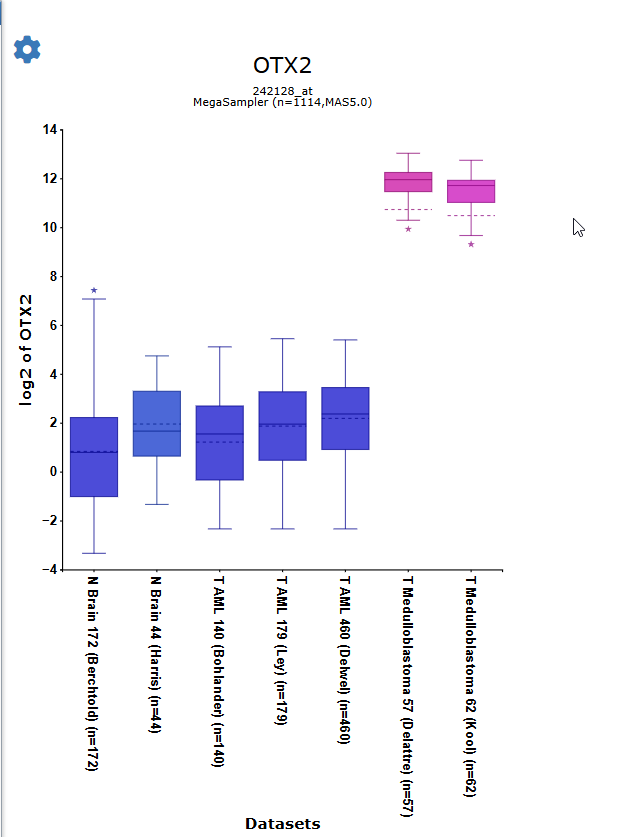 OTX2
242128_at
MegaSampler (n=1114,MAS5.0)
14
12
10
8
6
4
2
0
−2
−4
log2 of OTX2
N Brain 172 (Berchtold) (n=172)
N Brain 44 (Harris) (n=44)
T AML 140 (Bohlander) (n=140)
T AML 179 (Ley) (n=179)
T AML 460 (Delwel) (n=460)
T Medulloblastoma 57 (Delattre) (n=57)
T Medulloblastoma 62 (Kool) (n=62)
Datasets